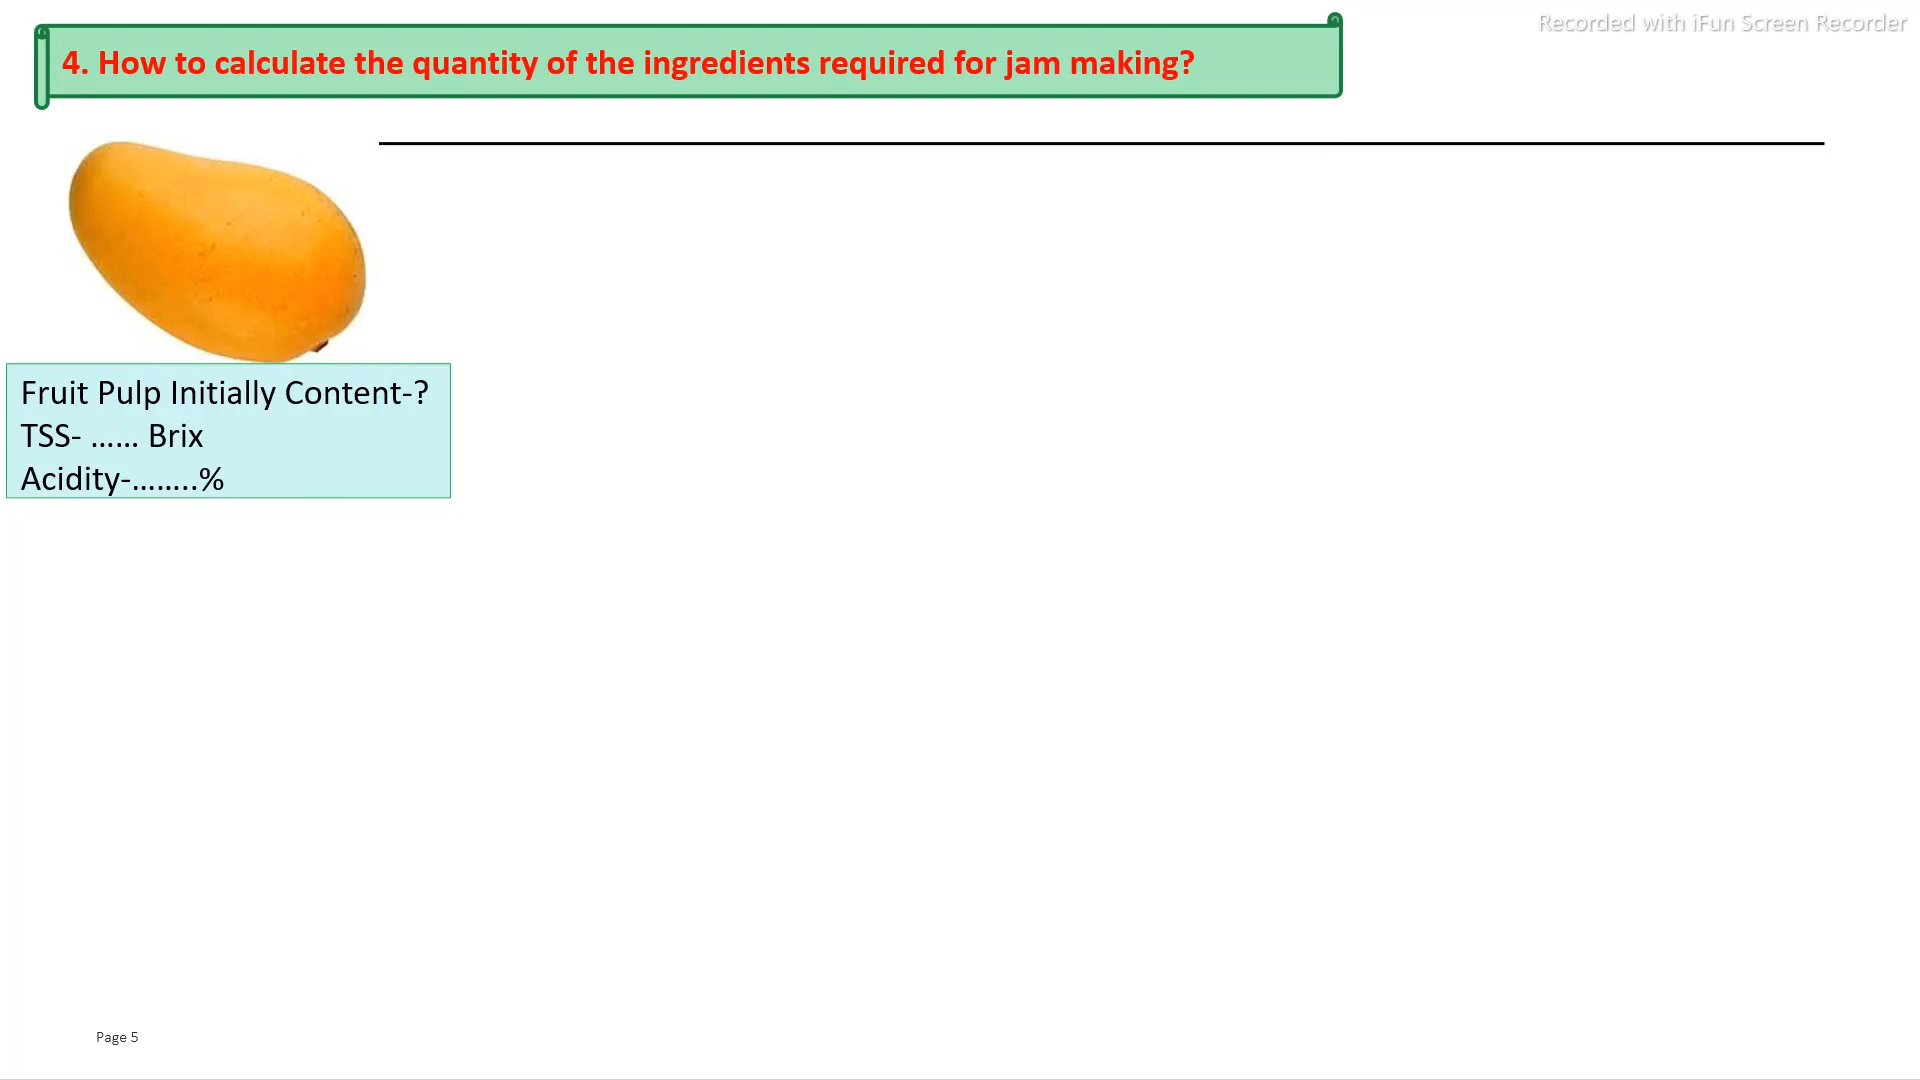 Recorded with iFun Screen Recorder
4. How to calculate the quantity of the ingredients required for jam making?
Fruit Pulp Initially Content-?
TSS- ...... Brix
Acidity-........%
Page 5